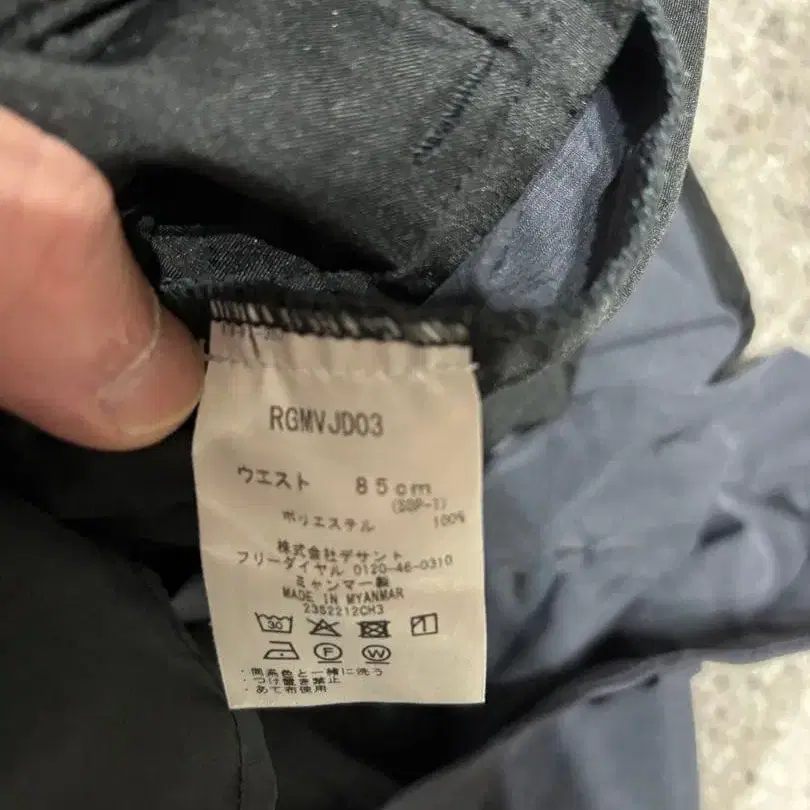 RGMVJD03
ウエスト 85cm
(SSP-1)
ポリエステル 100%
株式会社デサント
フリーダイヤル 0120-46-0310
ミャンマー製
MADE IN MYANMAR
23S2212CH3
30
F W
・同系色と一緒に洗う
・つけ置き禁止
・あて布使用